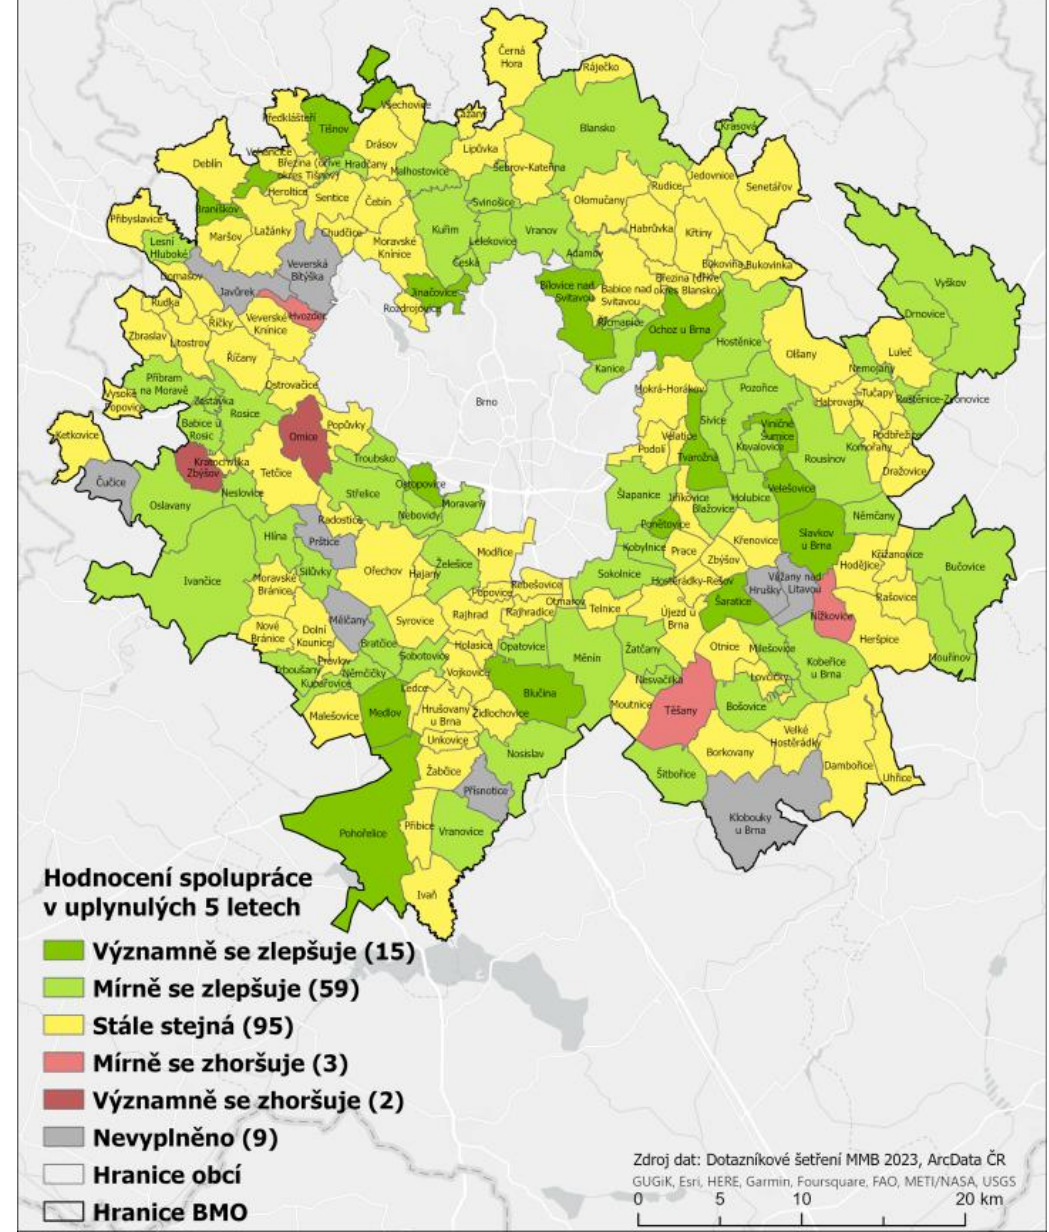 Černá
Hora
Ráječko
Všechovice
Předklášteří
Tišnov
Lažany
Krasová
Drásov
Blansko
Lipůvka
Deblín
Březina (dříve
okres Tišnov)
Hradčany
Malhostovice
Šebrov-Kateřina
Jedovnice
Senetářov
Heroltice
Sentice
Čebín
Rudice
Olomučany
Braníškov
Svinošice
Přibyslavice
Maršov
Lažánky
Chudčice
Kuřim
Vranov
Habrůvka
Křtiny
Lesní
Hluboké
Moravské
Knínice
Lelekovice
Adamov
Domašov
Veverská
Bítýška
Česká
Bukovina
Bukovinka
Vyškov
Javůrek
Jinačovice
Bílovice nad
Svitavou
Babice nad
Svitavou
Březina (dříve
okres Blansko)
Rudka
Hvozdec
Rozdrojovice
Drnovice
Zbraslav
Říčky
Veverské
Knínice
Řícmanice
Ochoz u Brna
Litostrov
Hostěnice
Říčany
Olšany
Luleč
Kanice
Nemojany
Příbram
na Moravě
Ostrovačice
Mokrá-Horákov
Pozořice
Tučapy
Vysoké
Popovice
Zastávka
Rosice
Brno
Habrovany
Rostěnice-Zvonovice
Babice u
Rosic
Popůvky
Sivice
Viničné
Šumice
Ketkovice
Omice
Velatice
Podbřežice
Kratochvilka
Troubsko
Podolí
Tvarožná
Kovalovice
Rousínov
Komořany
Zbýšov
Tetčice
Dražovice
Čučice
Ostopovice
Velešovice
Neslovice
Střelice
Moravany
Šlapanice
Jiříkovice
Holubice
Oslavany
Nebovidy
Blažovice
Radostice
Ponětovice
Němčany
Hlína
Prštice
Modřice
Kobylnice
Prace
Křenovice
Slavkov
u Brna
Křižanovice
Zbýšov
Hodějice
Bučovice
Ivančice
Silůvky
Ořechov
Hajany
Želešice
Sokolnice
Hostěrádky-Rešov
Vážany nad
Litavou
Moravské
Bránice
Rebešovice
Popovice
Hrušky
Rašovice
Otmarov
Šaratice
Rajhrad
Rajhradice
Telnice
Újezd u
Brna
Nížkovice
Mělčany
Syrovice
Nové
Bránice
Dolní
Kounice
Heršpice
Bratčice
Holasice
Opatovice
Žatčany
Otnice
Milešovice
Sobotovice
Měnín
Kobeřice
u Brna
Mouřínov
Pravlov
Vojkovice
Trboušany
Němčičky
Nesvačilka
Lovčičky
Kupařovice
Ledce
Blučina
Malešovice
Medlov
Hrušovany
u Brna
Židlochovice
Moutnice
Těšany
Bošovice
Unkovice
Velké
Hostěrádky
Nosislav
Borkovany
Žabčice
Šitbořice
Dambořice
Uhřice
Přísnotice
Klobouky
u Brna
Pohořelice
Přibice
Vranovice
Ivaň
Hodnocení spolupráce
v uplynulých 5 letech
Významně se zlepšuje (15)
Mírně se zlepšuje (59)
Stále stejná (95)
Mírně se zhoršuje (3)
Významně se zhoršuje (2)
Nevyplněno (9)
Hranice obcí
Hranice BMO
Zdroj dat: Dotazníkové šetření MMB 2023, ArcData ČR
GUGiK, Esri, HERE, Garmin, Foursquare, FAO, METI/NASA, USGS
0 5 10 20 km